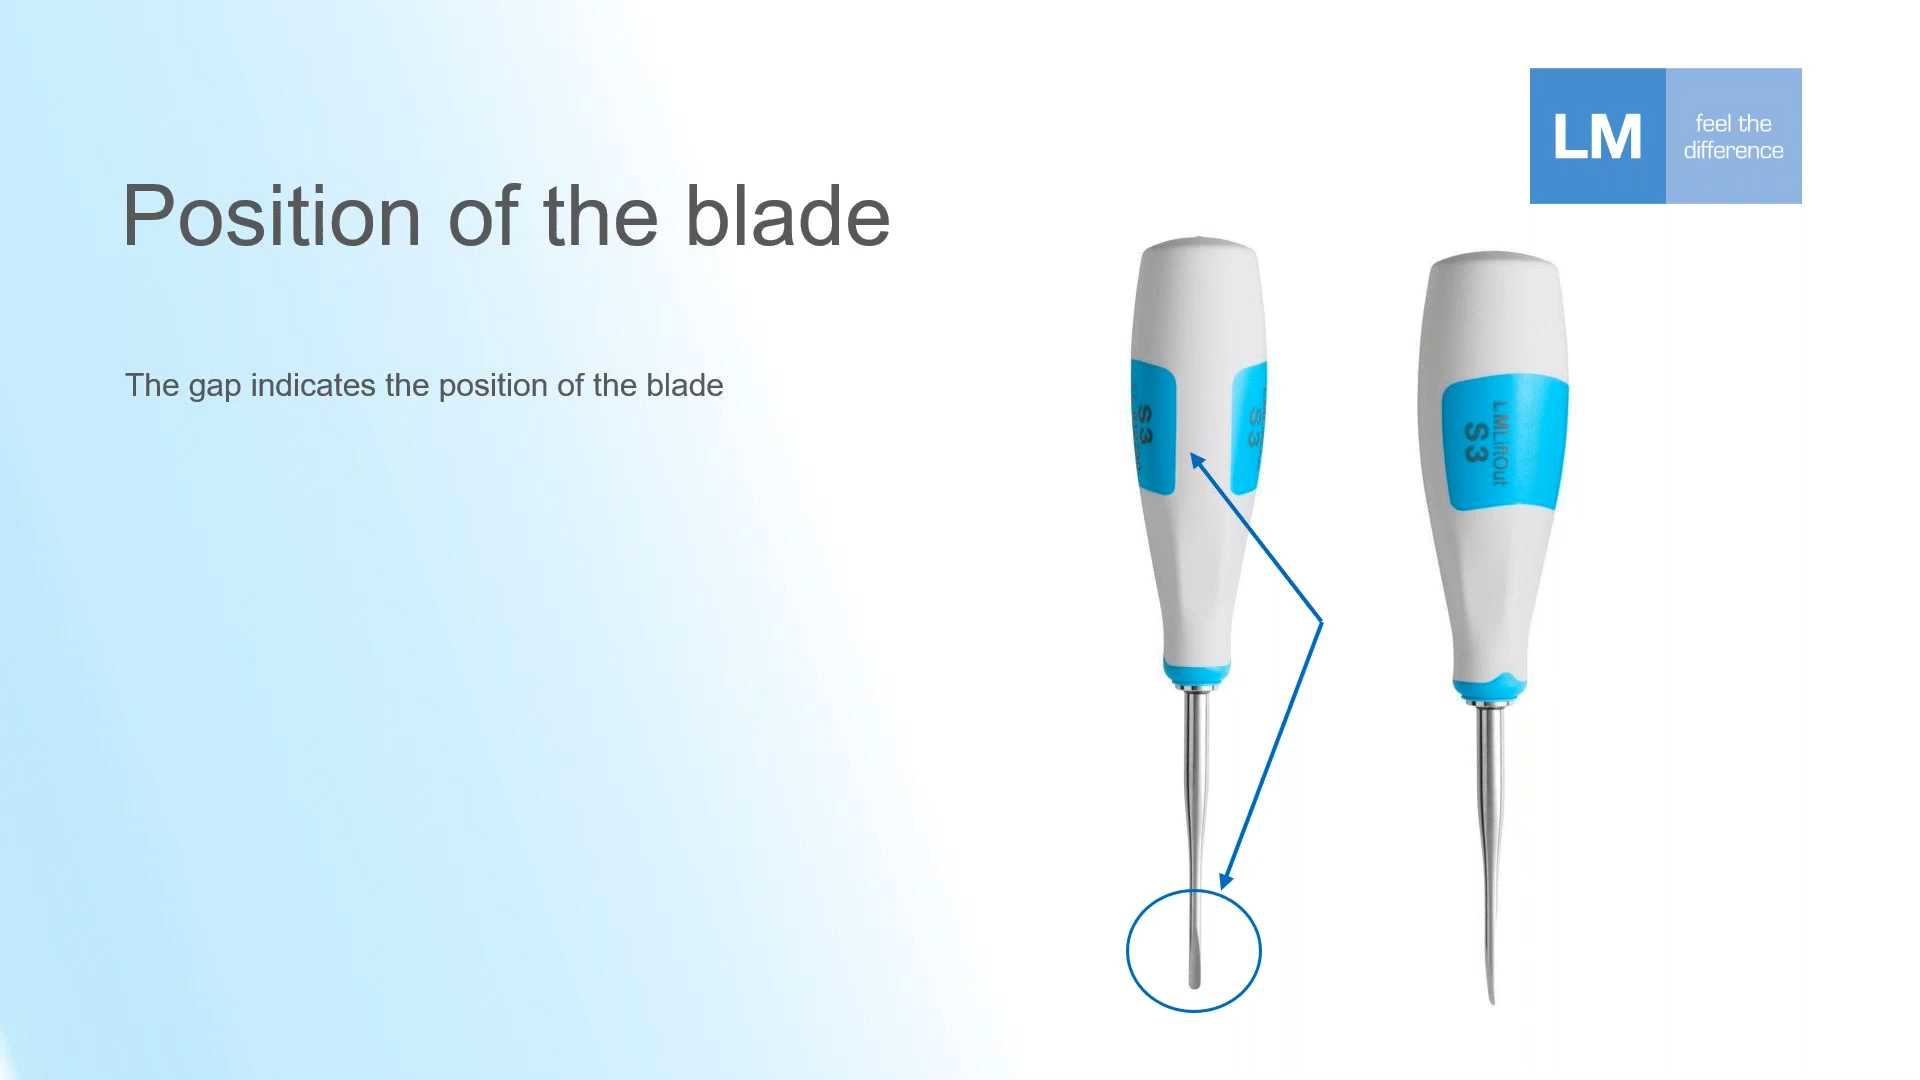 LM
feel the
difference
Position of the blade
The gap indicates the position of the blade
S3
S3
LMLiftOut
S3